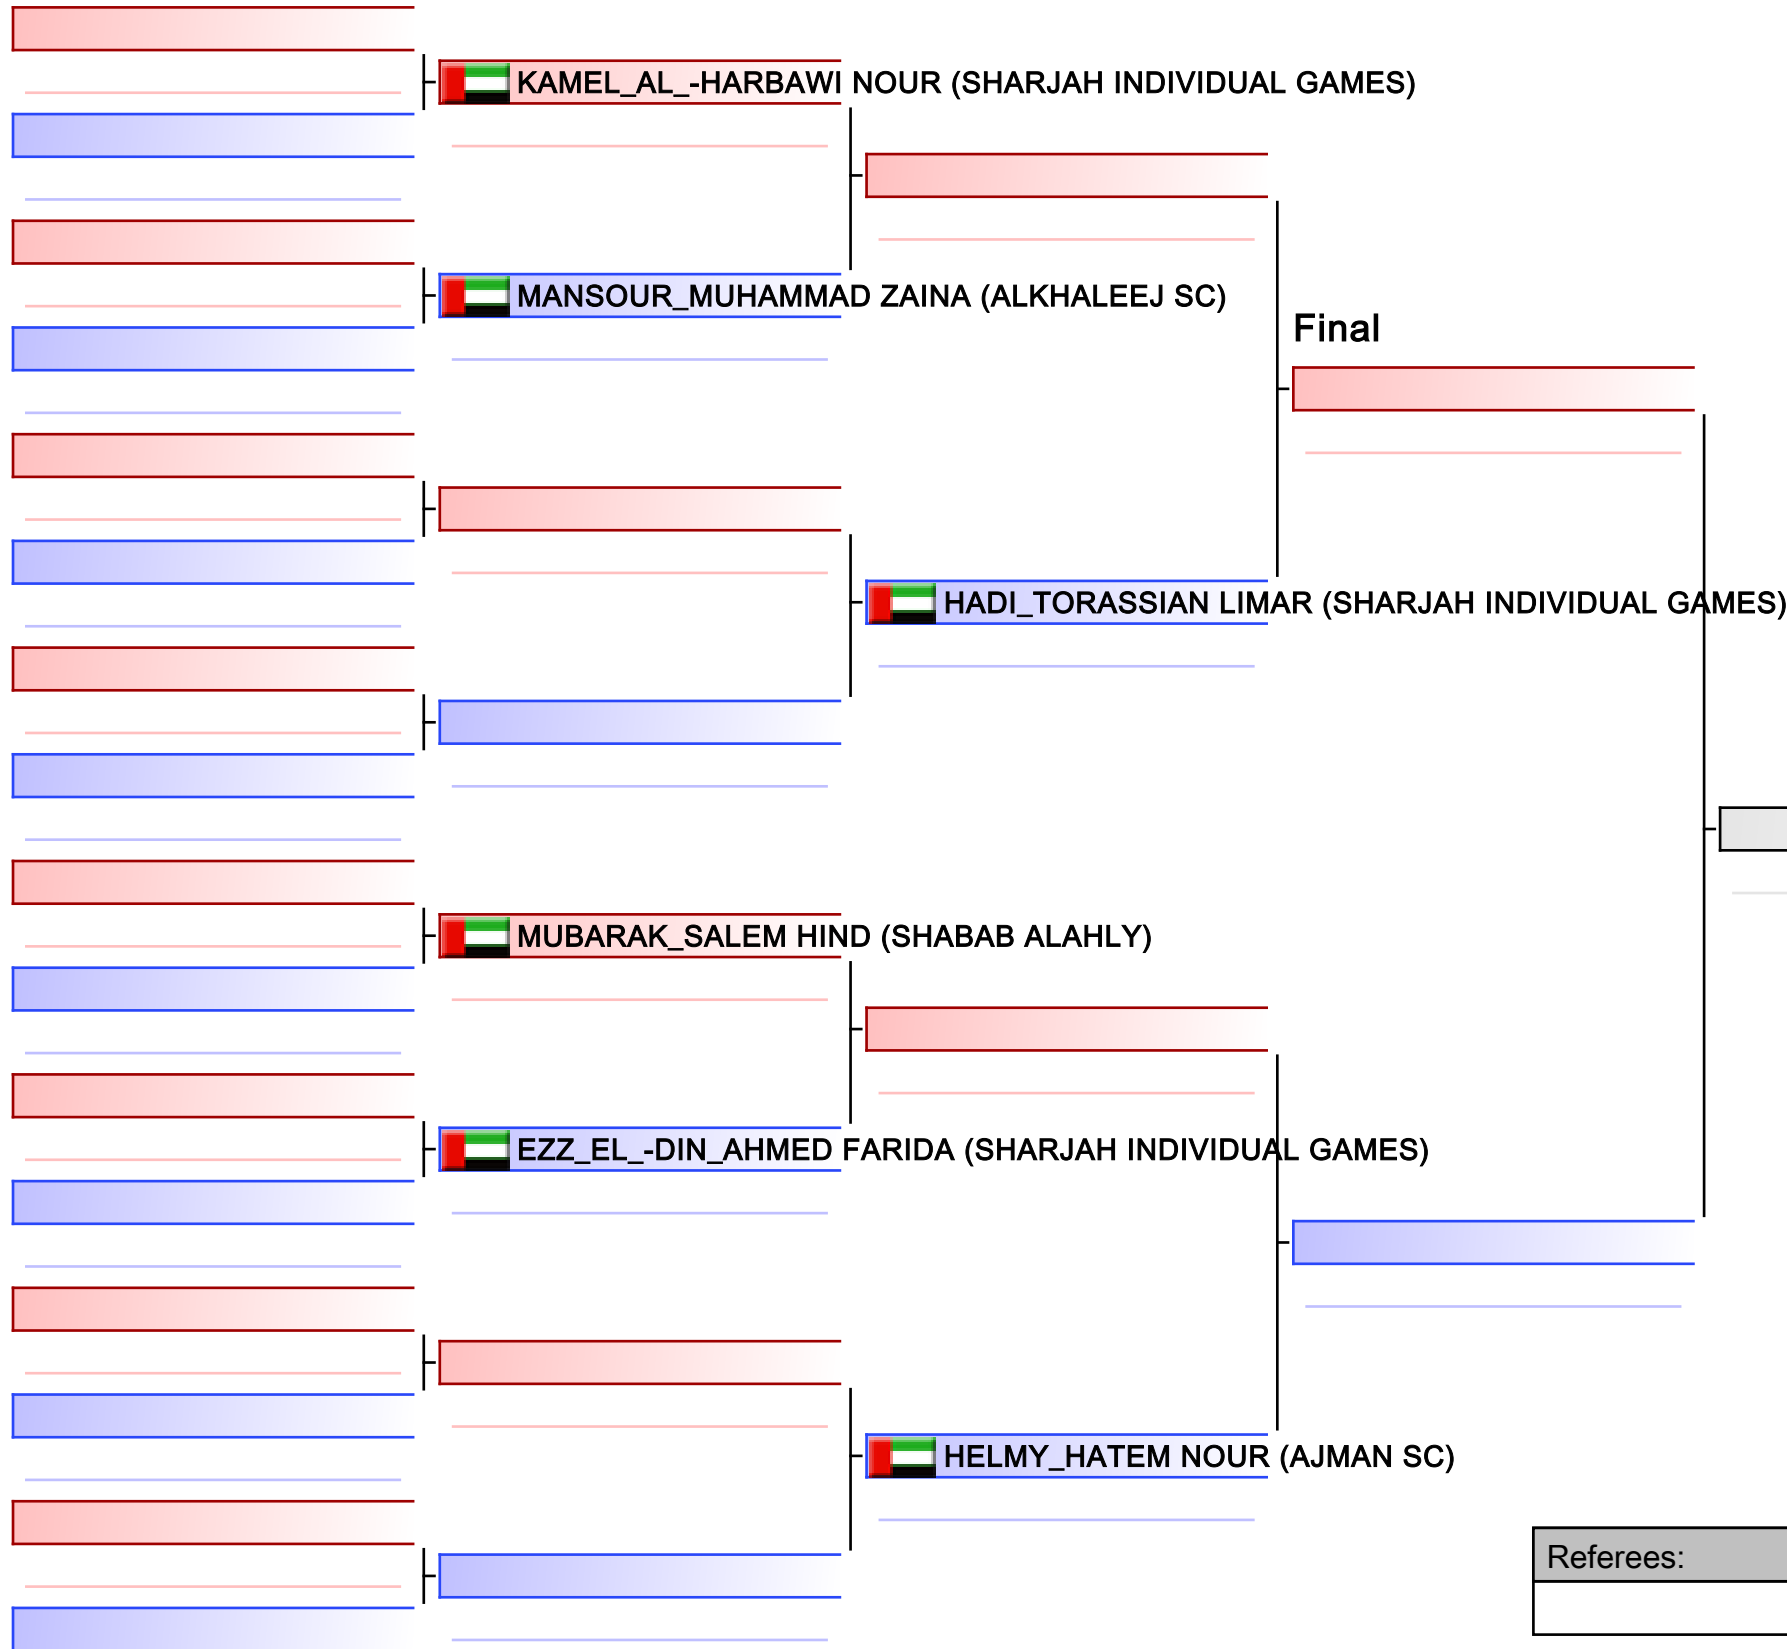 KAMEL_AL_-HARBAWI NOUR (SHARJAH INDIVIDUAL GAMES)
MANSOUR_MUHAMMAD ZAINA (ALKHALEEJ SC)
Final
HADI_TORASSIAN LIMAR (SHARJAH INDIVIDUAL GAMES)
MUBARAK_SALEM HIND (SHABAB ALAHLY)
EZZ_EL_-DIN_AHMED FARIDA (SHARJAH INDIVIDUAL GAMES)
HELMY_HATEM NOUR (AJMAN SC)
Referees: